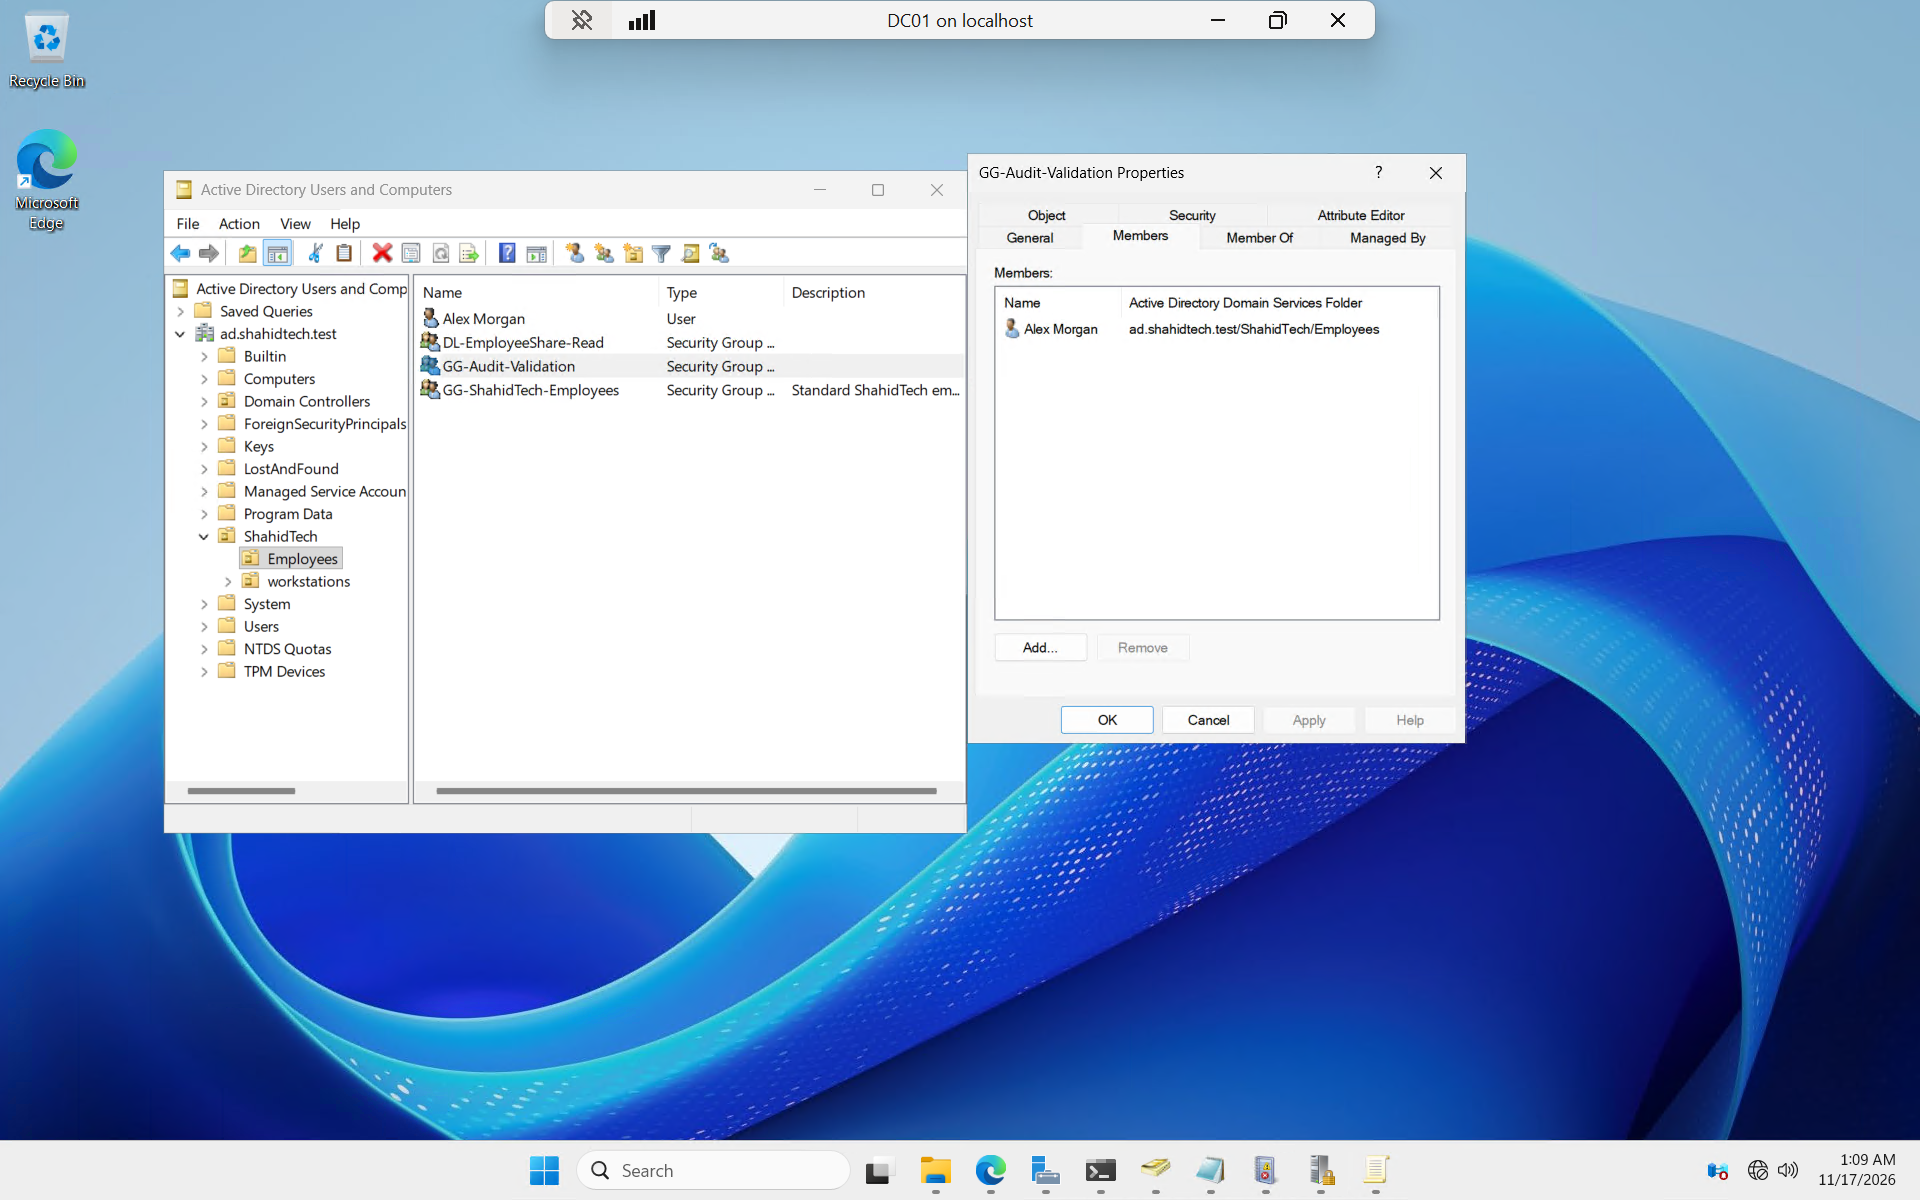 Recycle Bin
Microsoft
Edge
DC01 on localhost
Active Directory Users and Computers
File Action View Help
Active Directory Users and Comp
Saved Queries
ad.shahidtech.test
Builtin
Computers
Domain Controllers
ForeignSecurityPrincipals
Keys
LostAndFound
Managed Service Accoun
Program Data
ShahidTech
Employees
workstations
System
Users
NTDS Quotas
TPM Devices
Name Type Description
Alex Morgan User
DL-EmployeeShare-Read Security Group ...
GG-Audit-Validation Security Group ...
GG-ShahidTech-Employees Security Group ... Standard ShahidTech em...
GG-Audit-Validation Properties
?
Object Security Attribute Editor
General Members Member Of Managed By
Members:
Name Active Directory Domain Services Folder
Alex Morgan ad.shahidtech.test/ShahidTech/Employees
Add... Remove
OK Cancel Apply Help
Search
1:09 AM
11/17/2026